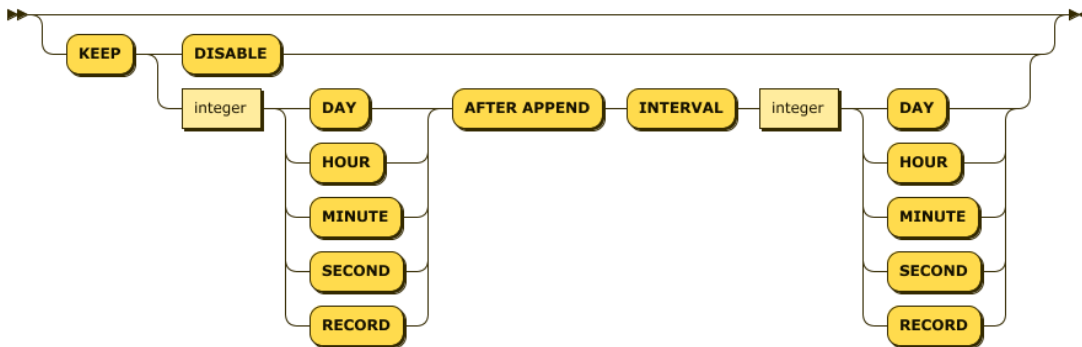 KEEP DISABLE
integer DAY AFTER APPEND INTERVAL integer DAY
HOUR HOUR
MINUTE MINUTE
SECOND SECOND
RECORD RECORD